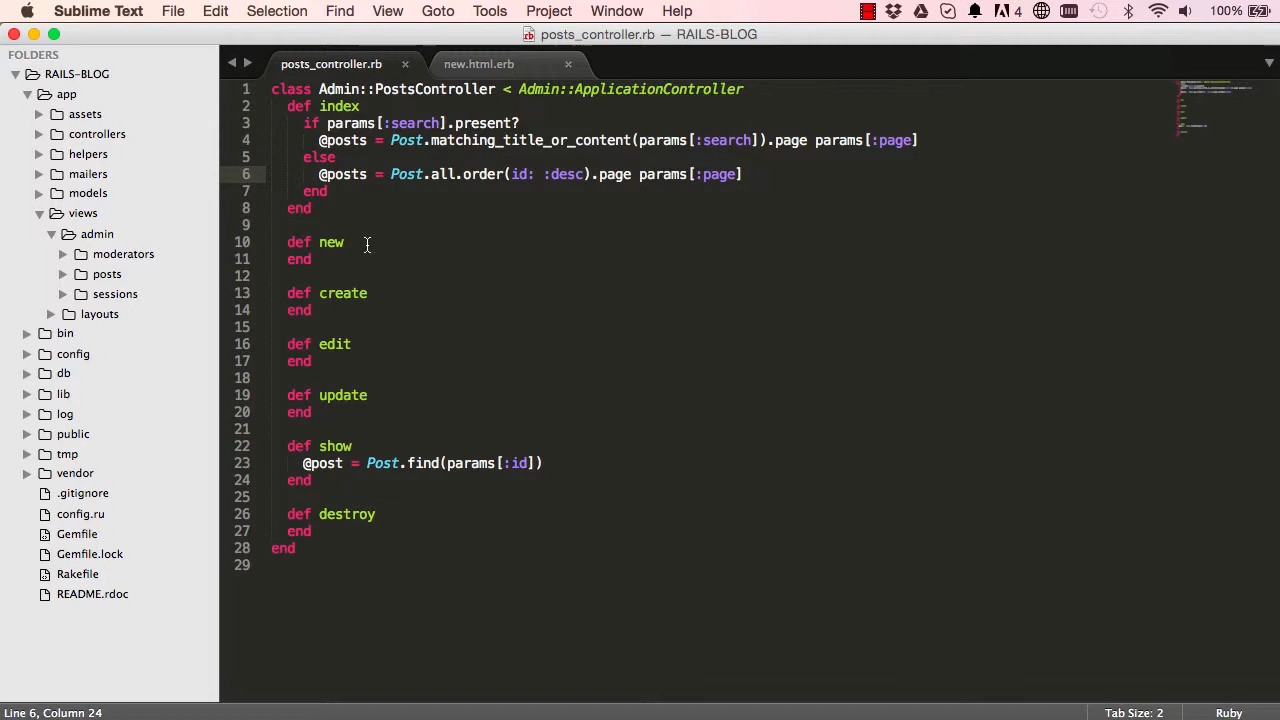 Sublime Text File Edit Selection Find View Goto Tools Project Window Help 4 100%
posts_controller.rb — RAILS-BLOG
FOLDERS
RAILS-BLOG
app
assets
controllers
helpers
mailers
models
views
admin
moderators
posts
sessions
layouts
bin
config
db
lib
log
public
tmp
vendor
.gitignore
config.ru
Gemfile
Gemfile.lock
Rakefile
README.rdoc
posts_controller.rb × new.html.erb ×
1 class Admin::PostsController < Admin::ApplicationController
2   def index
3     if params[:search].present?
4       @posts = Post.matching_title_or_content(params[:search]).page params[:page]
5     else
6       @posts = Post.all.order(id: :desc).page params[:page]
7     end
8   end
9
10   def new
11   end
12
13   def create
14   end
15
16   def edit
17   end
18
19   def update
20   end
21
22   def show
23     @post = Post.find(params[:id])
24   end
25
26   def destroy
27   end
28 end
29
Line 6, Column 24 Tab Size: 2 Ruby